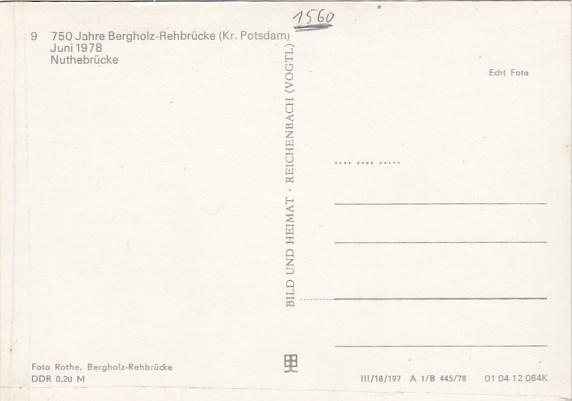 1560
9 750 Jahre Bergholz-Rehbrücke (Kr. Potsdam)
Juni 1978
Nuthebrücke
Echt Foto
BILD UND HEIMAT · REICHENBACH (VOGTL)
Foto Rothe, Bergholz-Rehbrücke
DDR 0,20 M
III/18/197 A 1/B 445/78 01 04 12 064K